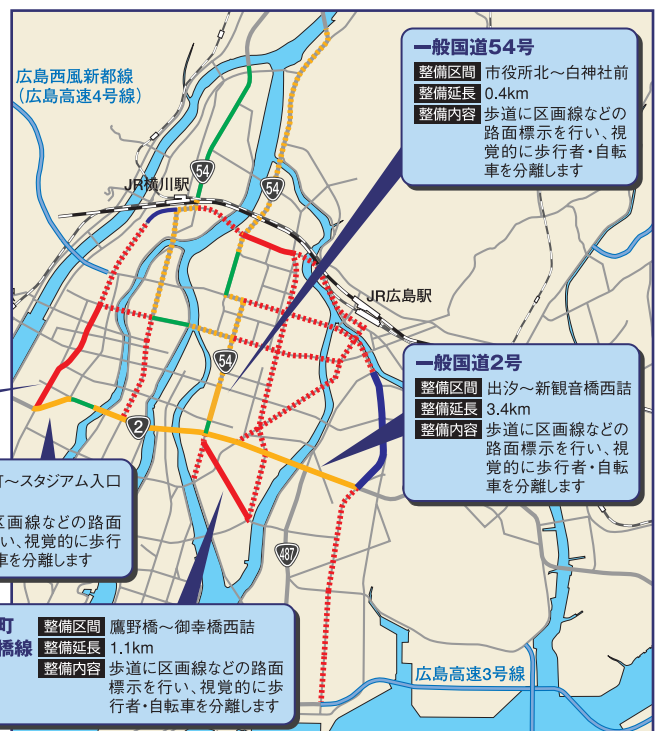 一般国道54号
整備区間 市役所北～白神社前
整備延長 0.4km
整備内容 歩道に区画線などの
路面標示を行い、視
覚的に歩行者・自転
車を分離します
広島西風新都線
(広島高速4号線)
54
54
JR横川駅
JR広島駅
54
一般国道2号
整備区間 出汐～新観音橋西詰
整備延長 3.4km
整備内容 歩道に区画線などの
路面標示を行い、視
覚的に歩行者・自転
車を分離します
2
丁～スタジアム入口
区画線などの路面
い、視覚的に歩行
車を分離します
487
町
橋線
整備区間 鷹野橋～御幸橋西詰
整備延長 1.1km
整備内容 歩道に区画線などの路面
標示を行い、視覚的に歩
行者・自転車を分離します
広島高速3号線